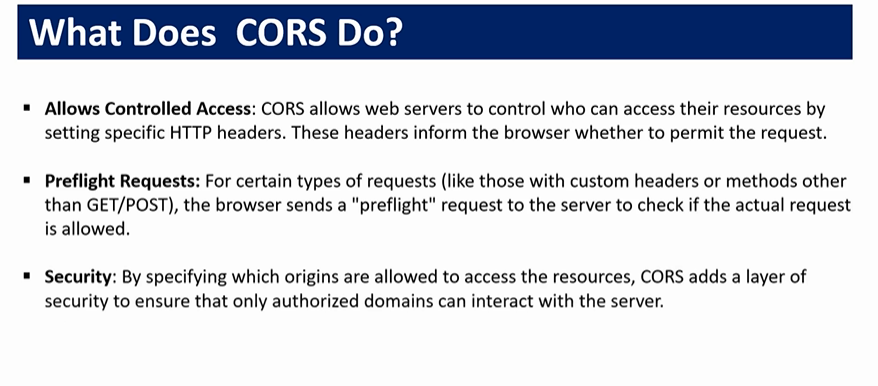 What Does CORS Do?
▪ Allows Controlled Access: CORS allows web servers to control who can access their resources by
setting specific HTTP headers. These headers inform the browser whether to permit the request.
▪ Preflight Requests: For certain types of requests (like those with custom headers or methods other
than GET/POST), the browser sends a "preflight" request to the server to check if the actual request
is allowed.
▪ Security: By specifying which origins are allowed to access the resources, CORS adds a layer of
security to ensure that only authorized domains can interact with the server.